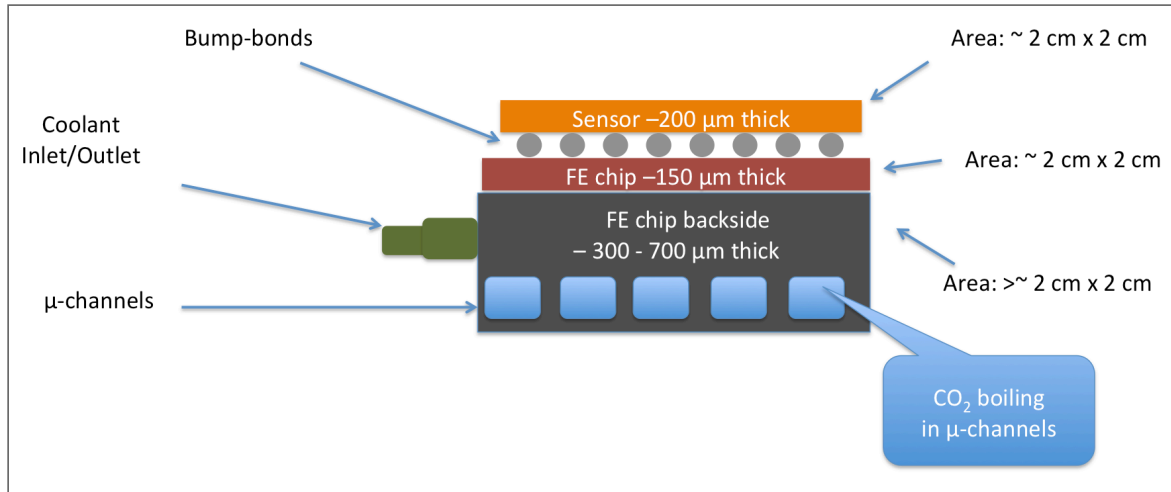 Bump-bonds
Area: ~ 2 cm x 2 cm
Sensor –200 µm thick
Coolant
Inlet/Outlet
Area: ~ 2 cm x 2 cm
FE chip –150 µm thick
FE chip backside
– 300 - 700 µm thick
Area: >~ 2 cm x 2 cm
µ-channels
CO₂ boiling
in µ-channels